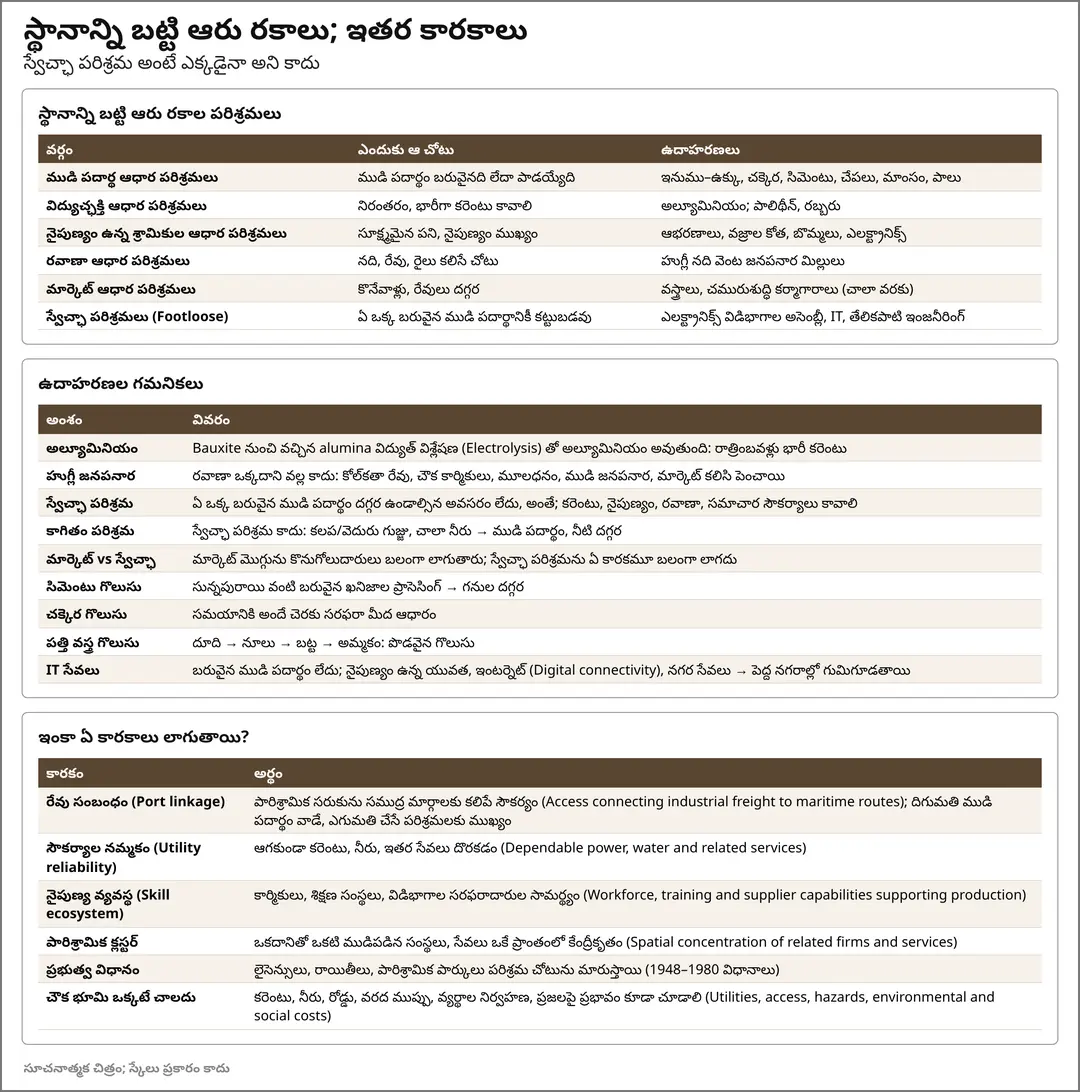 స్థానాన్ని బట్టి ఆరు రకాలు; ఇతర కారకాలు
స్వేచ్ఛా పరిశ్రమ అంటే ఎక్కడైనా అని కాదు
స్థానాన్ని బట్టి ఆరు రకాల పరిశ్రమలు
వర్గం ఎందుకు ఆ చోటు ఉదాహరణలు
ముడి పదార్థ ఆధార పరిశ్రమలు ముడి పదార్థం బరువైనది లేదా పాడయ్యేది ఇనుము–ఉక్కు, చక్కెర, సిమెంటు, చేపలు, మాంసం, పాలు
విద్యుచ్ఛక్తి ఆధార పరిశ్రమలు నిరంతరం, భారీగా కరెంటు కావాలి అల్యూమినియం; పాలిథీన్, రబ్బరు
నైపుణ్యం ఉన్న శ్రామికుల ఆధార పరిశ్రమలు సూక్ష్మమైన పని, నైపుణ్యం ముఖ్యం ఆభరణాలు, వజ్రాల కోత, బొమ్మలు, ఎలక్ట్రానిక్స్
రవాణా ఆధార పరిశ్రమలు నది, రేవు, రైలు కలిసే చోటు హుగ్లీ నది వెంట జనపనార మిల్లులు
మార్కెట్ ఆధార పరిశ్రమలు కొనేవాళ్లు, రేవులు దగ్గర వస్త్రాలు, చమురుశుద్ధి కర్మాగారాలు (చాలా వరకు)
స్వేచ్ఛా పరిశ్రమలు (Footloose) ఏ ఒక్క బరువైన ముడి పదార్థానికీ కట్టుబడవు ఎలక్ట్రానిక్స్ విడిభాగాల అసెంబ్లీ, IT, తేలికపాటి ఇంజనీరింగ్
ఉదాహరణల గమనికలు
అంశం వివరం
అల్యూమినియం Bauxite నుంచి వచ్చిన alumina విద్యుత్ విశ్లేషణ (Electrolysis) తో అల్యూమినియం అవుతుంది: రాత్రింబవళ్లు భారీ కరెంటు
హుగ్లీ జనపనార రవాణా ఒక్కదాని వల్ల కాదు: కోల్‌కతా రేవు, చౌక కార్మికులు, మూలధనం, ముడి జనపనార, మార్కెట్ కలిసి పెంచాయి
స్వేచ్ఛా పరిశ్రమ ఏ ఒక్క బరువైన ముడి పదార్థం దగ్గర ఉండాల్సిన అవసరం లేదు, అంతే; కరెంటు, నైపుణ్యం, రవాణా, సమాచార సౌకర్యాలు కావాలి
కాగితం పరిశ్రమ స్వేచ్ఛా పరిశ్రమ కాదు: కలప/వెదురు గుజ్జు, చాలా నీరు → ముడి పదార్థం, నీటి దగ్గర
మార్కెట్ vs స్వేచ్ఛా మార్కెట్ మొగ్గును కొనుగోలుదారులు బలంగా లాగుతారు; స్వేచ్ఛా పరిశ్రమను ఏ కారకమూ బలంగా లాగదు
సిమెంటు గొలుసు సున్నపురాయి వంటి బరువైన ఖనిజాల ప్రాసెసింగ్ → గనుల దగ్గర
చక్కెర గొలుసు సమయానికి అందే చెరకు సరఫరా మీద ఆధారం
పత్తి వస్త్ర గొలుసు దూది → నూలు → బట్ట → అమ్మకం: పొడవైన గొలుసు
IT సేవలు బరువైన ముడి పదార్థం లేదు; నైపుణ్యం ఉన్న యువత, ఇంటర్నెట్ (Digital connectivity), నగర సేవలు → పెద్ద నగరాల్లో గుమిగూడతాయి
ఇంకా ఏ కారకాలు లాగుతాయి?
కారకం అర్థం
రేవు సంబంధం (Port linkage) పారిశ్రామిక సరుకును సముద్ర మార్గాలకు కలిపే సౌకర్యం (Access connecting industrial freight to maritime routes); దిగుమతి ముడి
పదార్థం వాడే, ఎగుమతి చేసే పరిశ్రమలకు ముఖ్యం
సౌకర్యాల నమ్మకం (Utility ఆగకుండా కరెంటు, నీరు, ఇతర సేవలు దొరకడం (Dependable power, water and related services)
reliability)
నైపుణ్య వ్యవస్థ (Skill కార్మికులు, శిక్షణ సంస్థలు, విడిభాగాల సరఫరాదారుల సామర్థ్యం (Workforce, training and supplier capabilities supporting production)
ecosystem)
పారిశ్రామిక క్లస్టర్ ఒకదానితో ఒకటి ముడిపడిన సంస్థలు, సేవలు ఒకే ప్రాంతంలో కేంద్రీకృతం (Spatial concentration of related firms and services)
ప్రభుత్వ విధానం లైసెన్సులు, రాయితీలు, పారిశ్రామిక పార్కులు పరిశ్రమ చోటును మారుస్తాయి (1948–1980 విధానాలు)
చౌక భూమి ఒక్కటే చాలదు కరెంటు, నీరు, రోడ్డు, వరద ముప్పు, వ్యర్థాల నిర్వహణ, ప్రజలపై ప్రభావం కూడా చూడాలి (Utilities, access, hazards, environmental and
social costs)
సూచనాత్మక చిత్రం; స్కేలు ప్రకారం కాదు